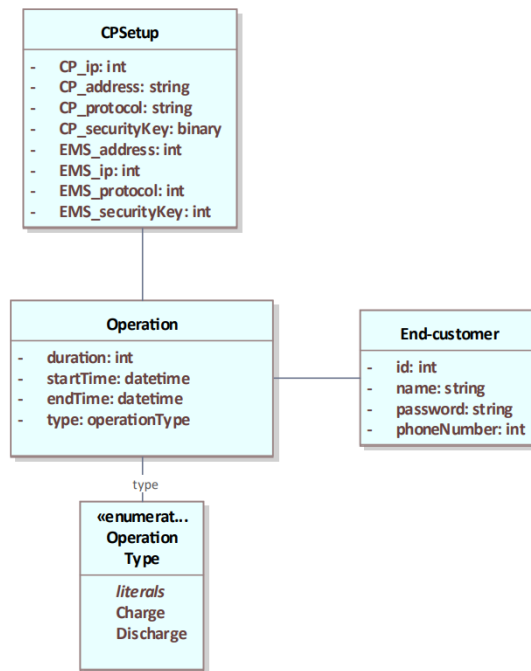 CPSetup
- CP_ip: int
- CP_address: string
- CP_protocol: string
- CP_securityKey: binary
- EMS_address: int
- EMS_ip: int
- EMS_protocol: int
- EMS_securityKey: int
Operation
- duration: int
- startTime: datetime
- endTime: datetime
- type: operationType
End-customer
- id: int
- name: string
- password: string
- phoneNumber: int
type
«enumerat...
Operation
Type
literals
Charge
Discharge